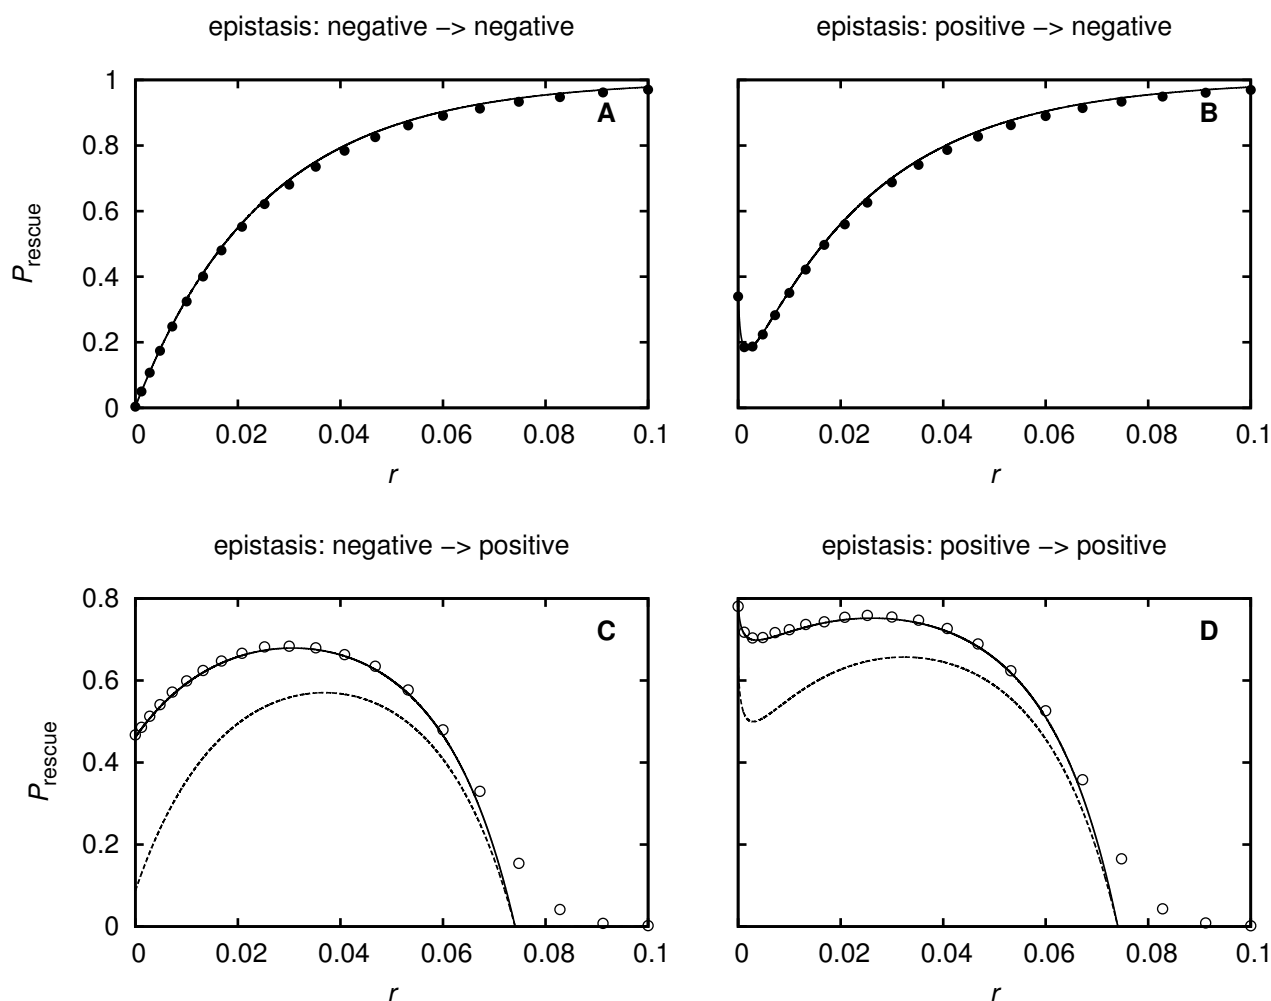 epistasis: negative −> negative
epistasis: positive −> negative
1
0.8
0.6
0.4
0.2
0
P rescue
A
0 0.02 0.04 0.06 0.08 0.1
r
B
0 0.02 0.04 0.06 0.08 0.1
r
epistasis: negative −> positive
epistasis: positive −> positive
0.8
0.6
0.4
0.2
0
P rescue
C
0 0.02 0.04 0.06 0.08 0.1
r
D
0 0.02 0.04 0.06 0.08 0.1
r